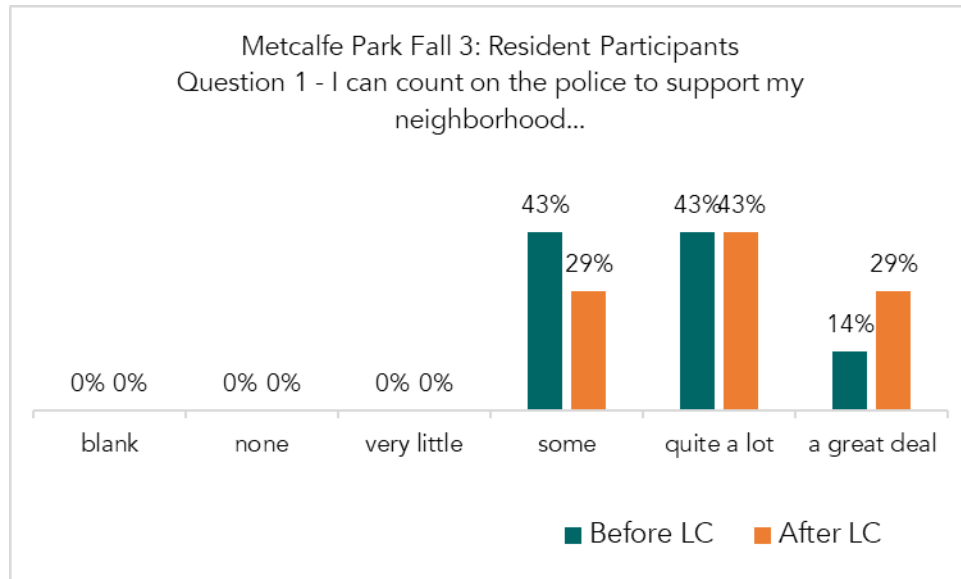 Metcalfe Park Fall 3: Resident Participants
Question 1 - I can count on the police to support my
neighborhood...
43% 43%43%
29% 29%
14%
0% 0% 0% 0% 0% 0%
blank none very little some quite a lot a great deal
Before LC After LC